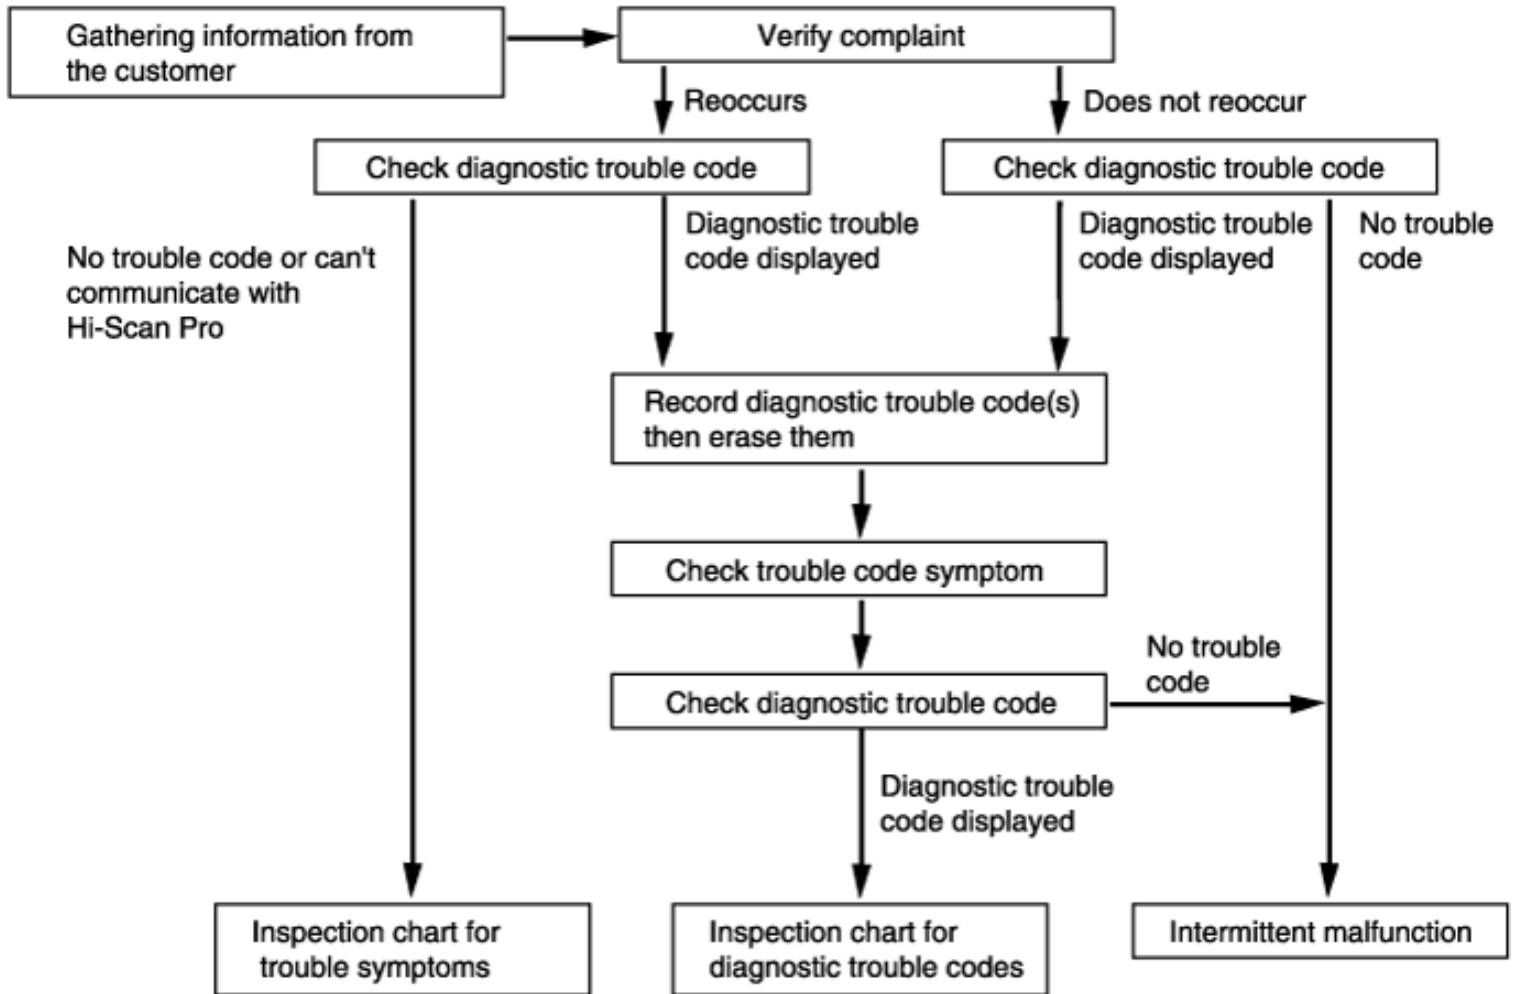 Gathering information from
the customer
Verify complaint
Reoccurs
Does not reoccur
Check diagnostic trouble code
Check diagnostic trouble code
No trouble code or can't
communicate with
Hi-Scan Pro
Diagnostic trouble
code displayed
Diagnostic trouble
code displayed
No trouble
code
Record diagnostic trouble code(s)
then erase them
Check trouble code symptom
Check diagnostic trouble code
No trouble
code
Diagnostic trouble
code displayed
Inspection chart for
trouble symptoms
Inspection chart for
diagnostic trouble codes
Intermittent malfunction